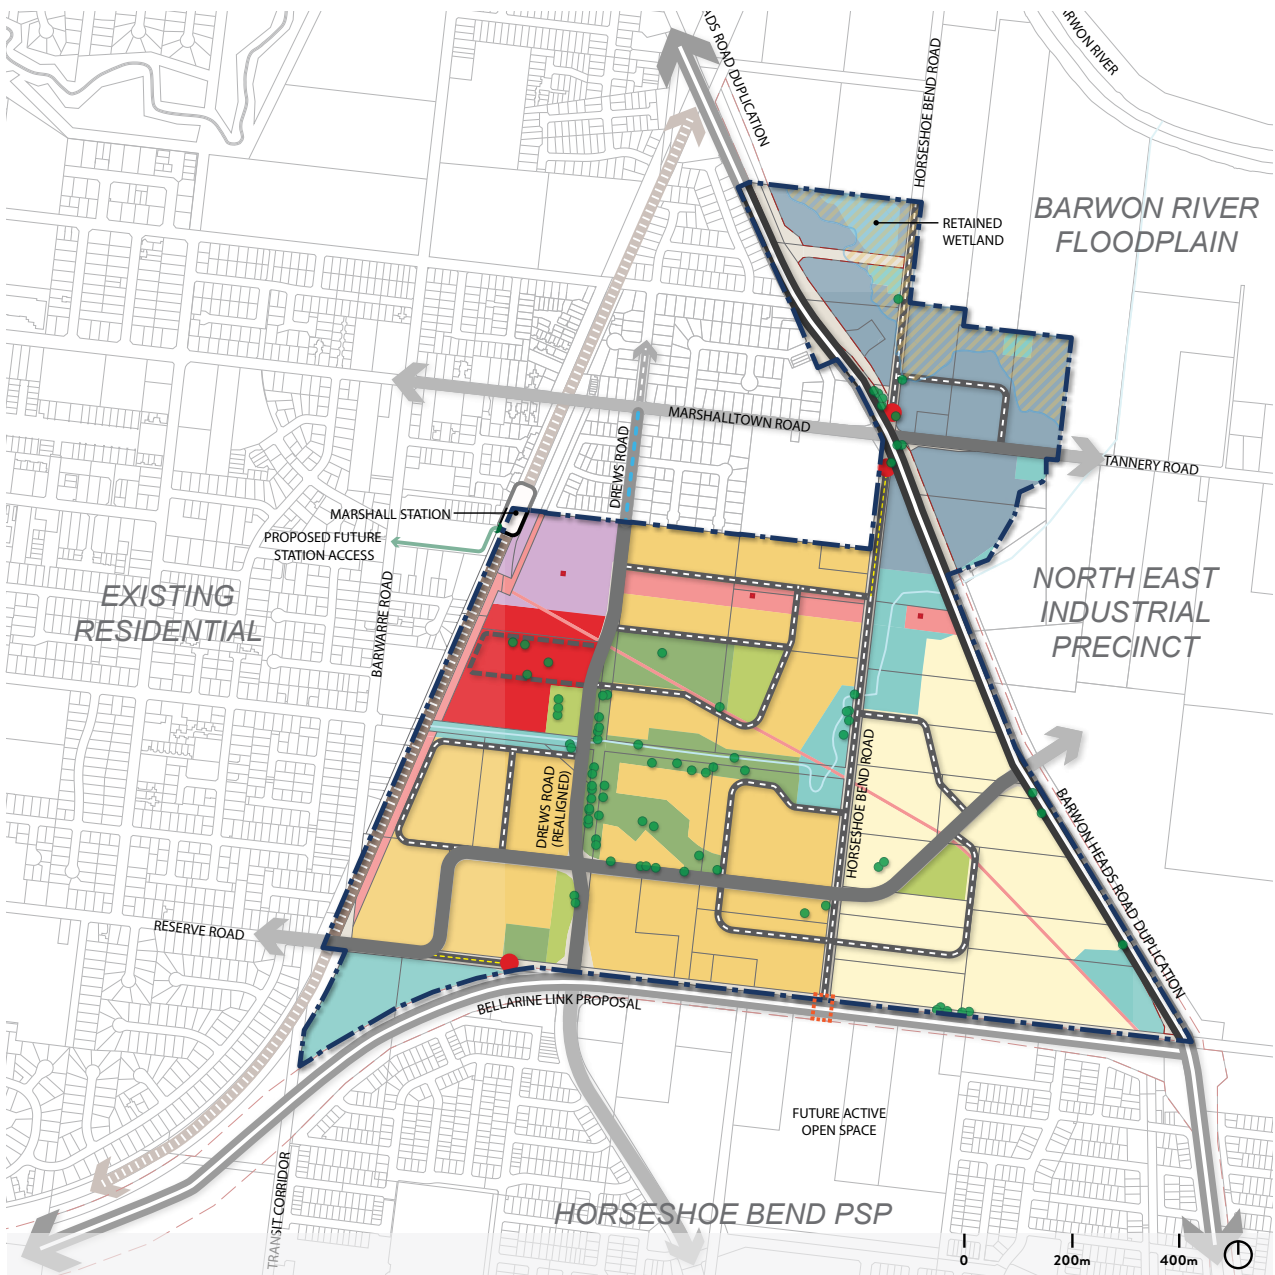 ADS ROAD DUPLICATION
HORSESHOE BEND ROAD
RWON RIVER
BARWON RIVER
FLOODPLAIN
RETAINED
WETLAND
MARSHALLTOWN ROAD
TANNERY ROAD
DREWS ROAD
MARSHALL STATION
PROPOSED FUTURE
STATION ACCESS
EXISTING
RESIDENTIAL
BARWARRE ROAD
NORTH EAST
INDUSTRIAL
PRECINCT
DREWS ROAD
(REALIGNED)
HORSESHOE BEND ROAD
BARWON HEADS ROAD DUPLICATION
RESERVE ROAD
BELLARINE LINK PROPOSAL
FUTURE ACTIVE
OPEN SPACE
TRANSIT CORRIDOR
HORSESHOE BEND PSP
0
200m
400m